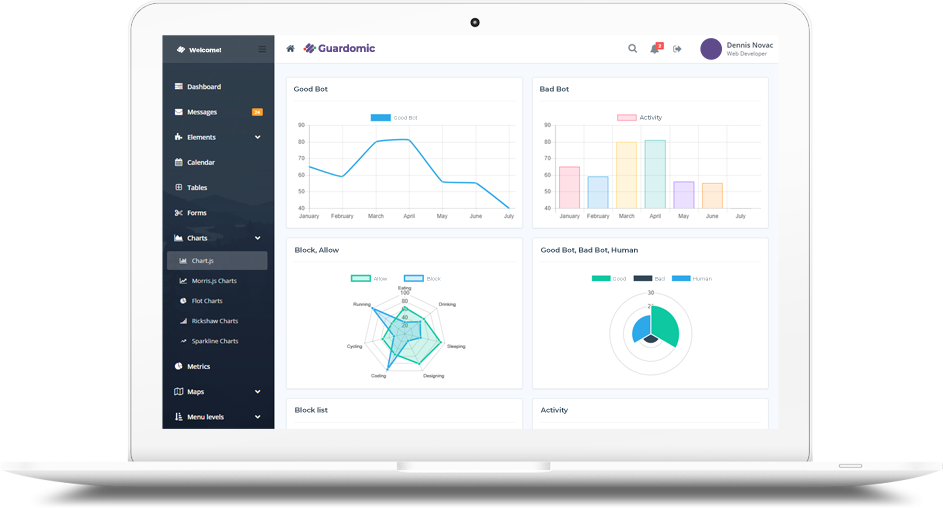 Welcome!
Guardomic
3
Dennis Novac
Web Developer
Dashboard
Messages
24
Elements
Calendar
Tables
Forms
Charts
Chart.js
Morris.js Charts
Flot Charts
Rickshaw Charts
Sparkline Charts
Metrics
Maps
Menu levels
Good Bot
Good Bot
90
80
70
60
50
40
January February March April May June July
Bad Bot
Activity
90
80
70
60
50
40
January February March April May June July
Block, Allow
Allow Block
Eating
100
80
60
40
20
Running Drinking
Cycling Sleeping
Coding Designing
Good Bot, Bad Bot, Human
Good Bad Human
30
Block list
Activity